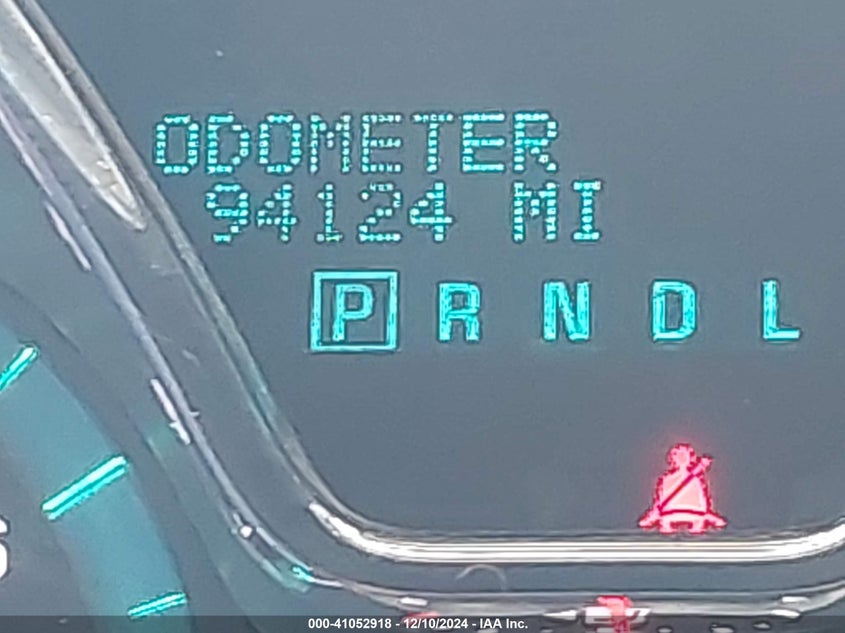 ODOMETER
94124 MI
P R N D L
000-41052918 - 12/10/2024 - IAA Inc.